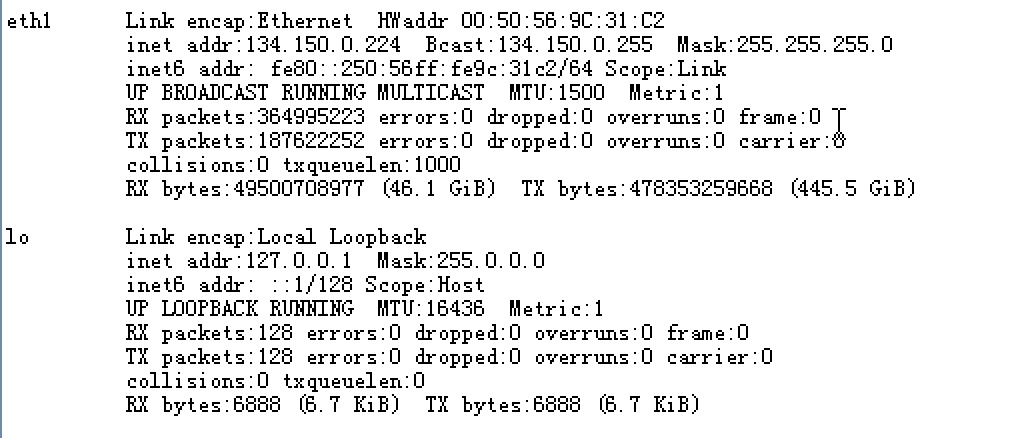 eth1 Link encap:Ethernet HWaddr 00:50:56:9C:31:C2
inet addr:134.150.0.224 Bcast:134.150.0.255 Mask:255.255.255.0
inet6 addr: fe80::250:56ff:fe9c:31c2/64 Scope:Link
UP BROADCAST RUNNING MULTICAST MTU:1500 Metric:1
RX packets:364995223 errors:0 dropped:0 overruns:0 frame:0
TX packets:187622252 errors:0 dropped:0 overruns:0 carrier:0
collisions:0 txqueuelen:1000
RX bytes:49500708977 (46.1 GiB) TX bytes:478353259668 (445.5 GiB)
lo Link encap:Local Loopback
inet addr:127.0.0.1 Mask:255.0.0.0
inet6 addr: ::1/128 Scope:Host
UP LOOPBACK RUNNING MTU:16436 Metric:1
RX packets:128 errors:0 dropped:0 overruns:0 frame:0
TX packets:128 errors:0 dropped:0 overruns:0 carrier:0
collisions:0 txqueuelen:0
RX bytes:6888 (6.7 KiB) TX bytes:6888 (6.7 KiB)